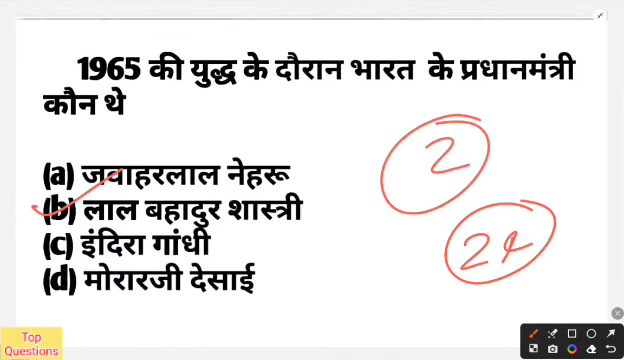 1965 की युद्ध के दौरान भारत के प्रधानमंत्री
कौन थे
(a) जवाहरलाल नेहरू
(b) लाल बहादुर शास्त्री
(c) इंदिरा गांधी
(d) मोरारजी देसाई
2
24
Top
Questions